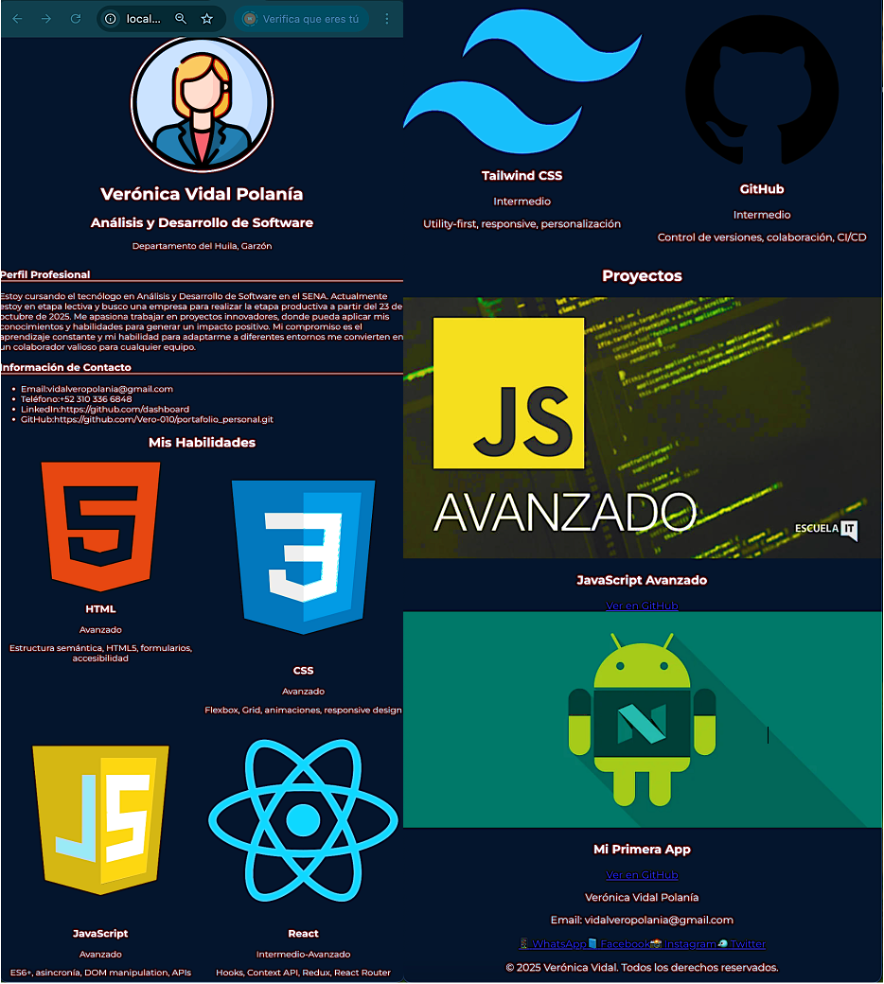 local...
Verifica que eres tú
Verónica Vidal Polanía
Análisis y Desarrollo de Software
Departamento del Huila, Garzón
Perfil Profesional
Estoy cursando el tecnólogo en Análisis y Desarrollo de Software en el SENA. Actualmente
estoy en etapa lectiva y busco una empresa para realizar la etapa productiva a partir del 23 de
octubre de 2025. Me apasiona trabajar en proyectos innovadores, donde pueda aplicar mis
conocimientos y habilidades para generar un impacto positivo. Mi compromiso es el
aprendizaje constante y mi habilidad para adaptarme a diferentes entornos me convierten en
un colaborador valioso para cualquier equipo.
Información de Contacto
Email:vidalveropolania@gmail.com
Teléfono:+52 310 336 6848
LinkedIn:https://github.com/dashboard
GitHub:https://github.com/Vero-010/portafolio_personal.git
Mis Habilidades
5
HTML
Avanzado
Estructura semántica, HTML5, formularios,
accesibilidad
3
CSS
Avanzado
Flexbox, Grid, animaciones, responsive design
JS
JavaScript
Avanzado
ES6+, asincronía, DOM manipulation, APIs
React
Intermedio-Avanzado
Hooks, Context API, Redux, React Router
Tailwind CSS
Intermedio
Utility-first, responsive, personalización
GitHub
Intermedio
Control de versiones, colaboración, CI/CD
Proyectos
JS
AVANZADO
ESCUELA IT
JavaScript Avanzado
Ver en GitHub
N
Mi Primera App
Ver en GitHub
Verónica Vidal Polanía
Email: vidalveropolania@gmail.com
WhatsApp Facebook Instagram Twitter
© 2025 Verónica Vidal. Todos los derechos reservados.